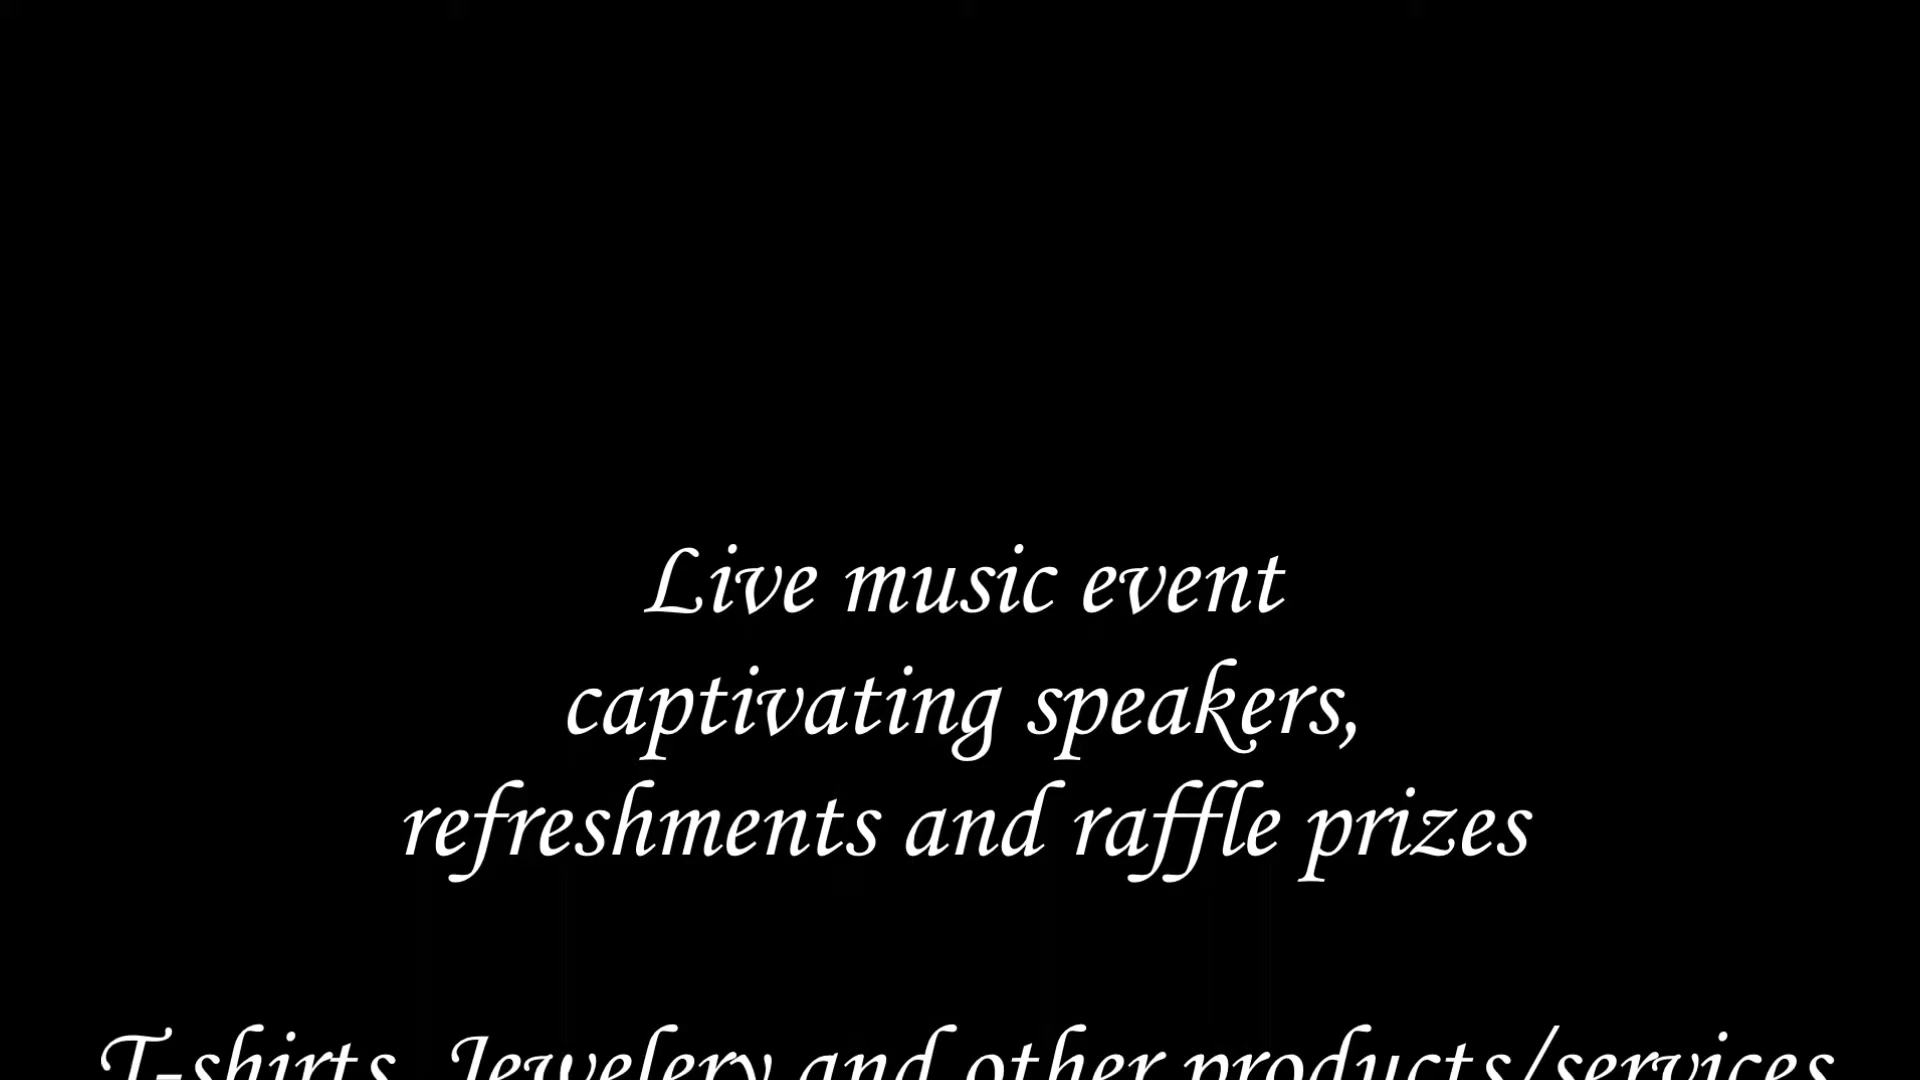 Live music event
captivating speakers,
refreshments and raffle prizes
T-shirts, Jewelery and other products/services